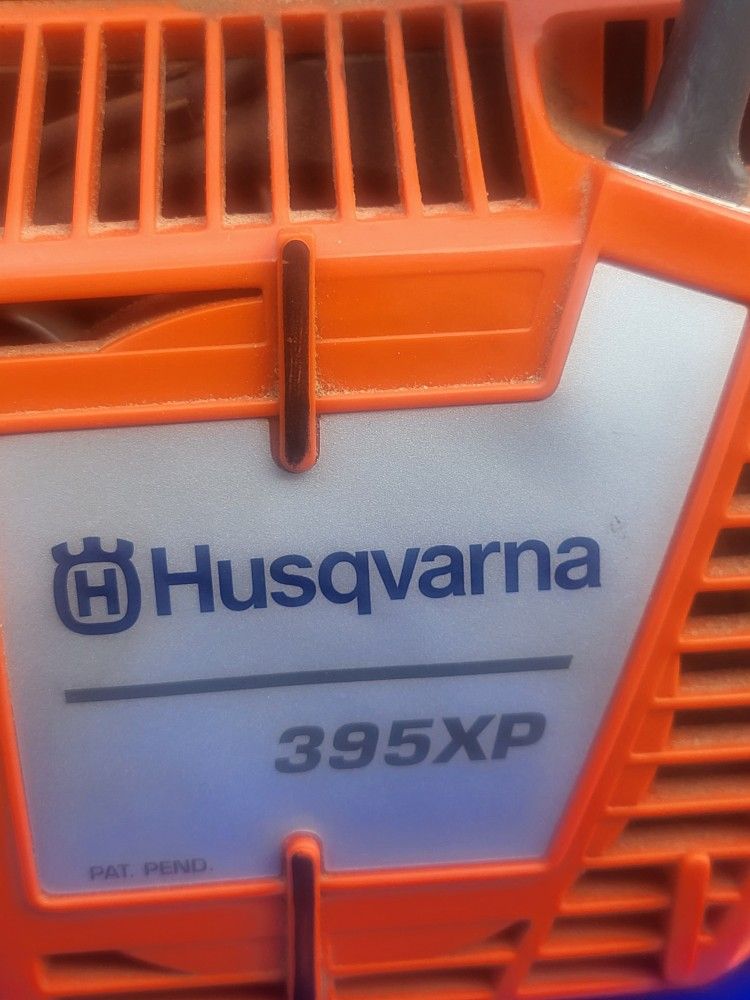 H Husqvarna
395XP
PAT. PEND.